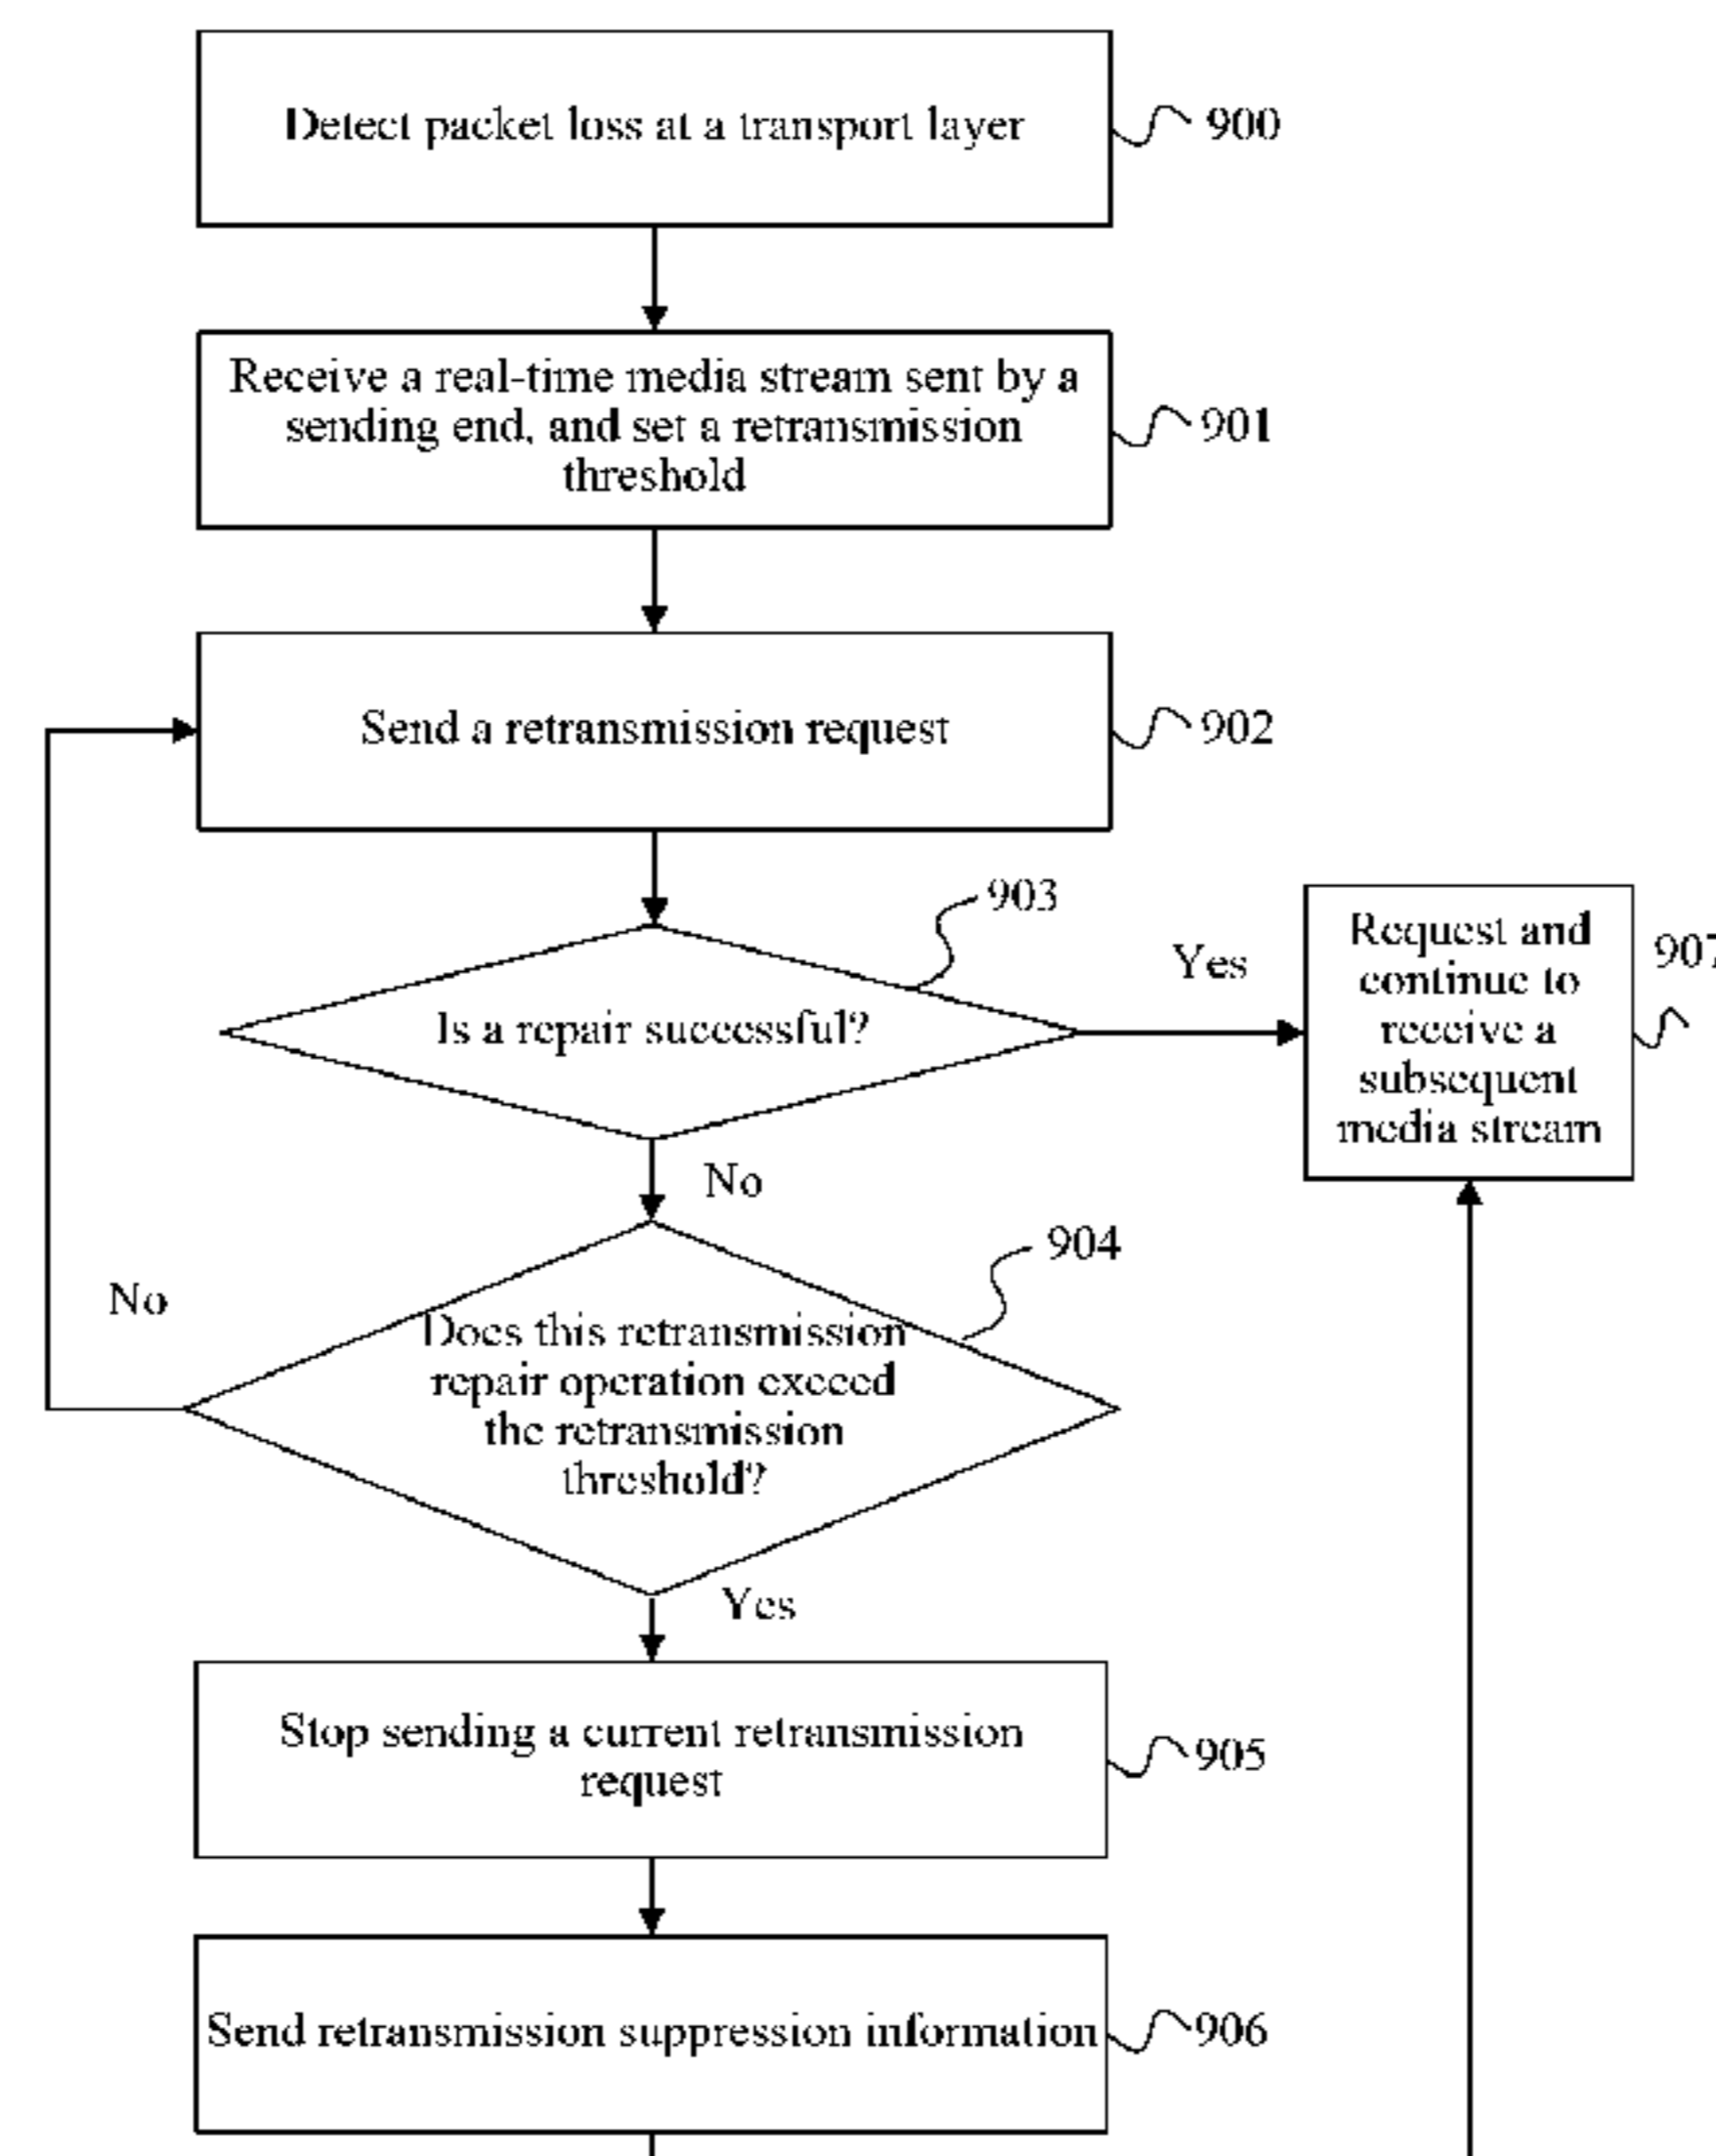 Detect packet loss at a transport layer
900
Receive a real-time media stream sent by a
sending end, and set a retransmission
threshold
901
Send a retransmission request
902
903
Is a repair successful?
Yes
Request and
continue to
receive a
subsequent
media stream
907
No
904
No
Does this retransmission
repair operation exceed
the retransmission
threshold?
Yes
Stop sending a current retransmission
request
905
Send retransmission suppression information
906